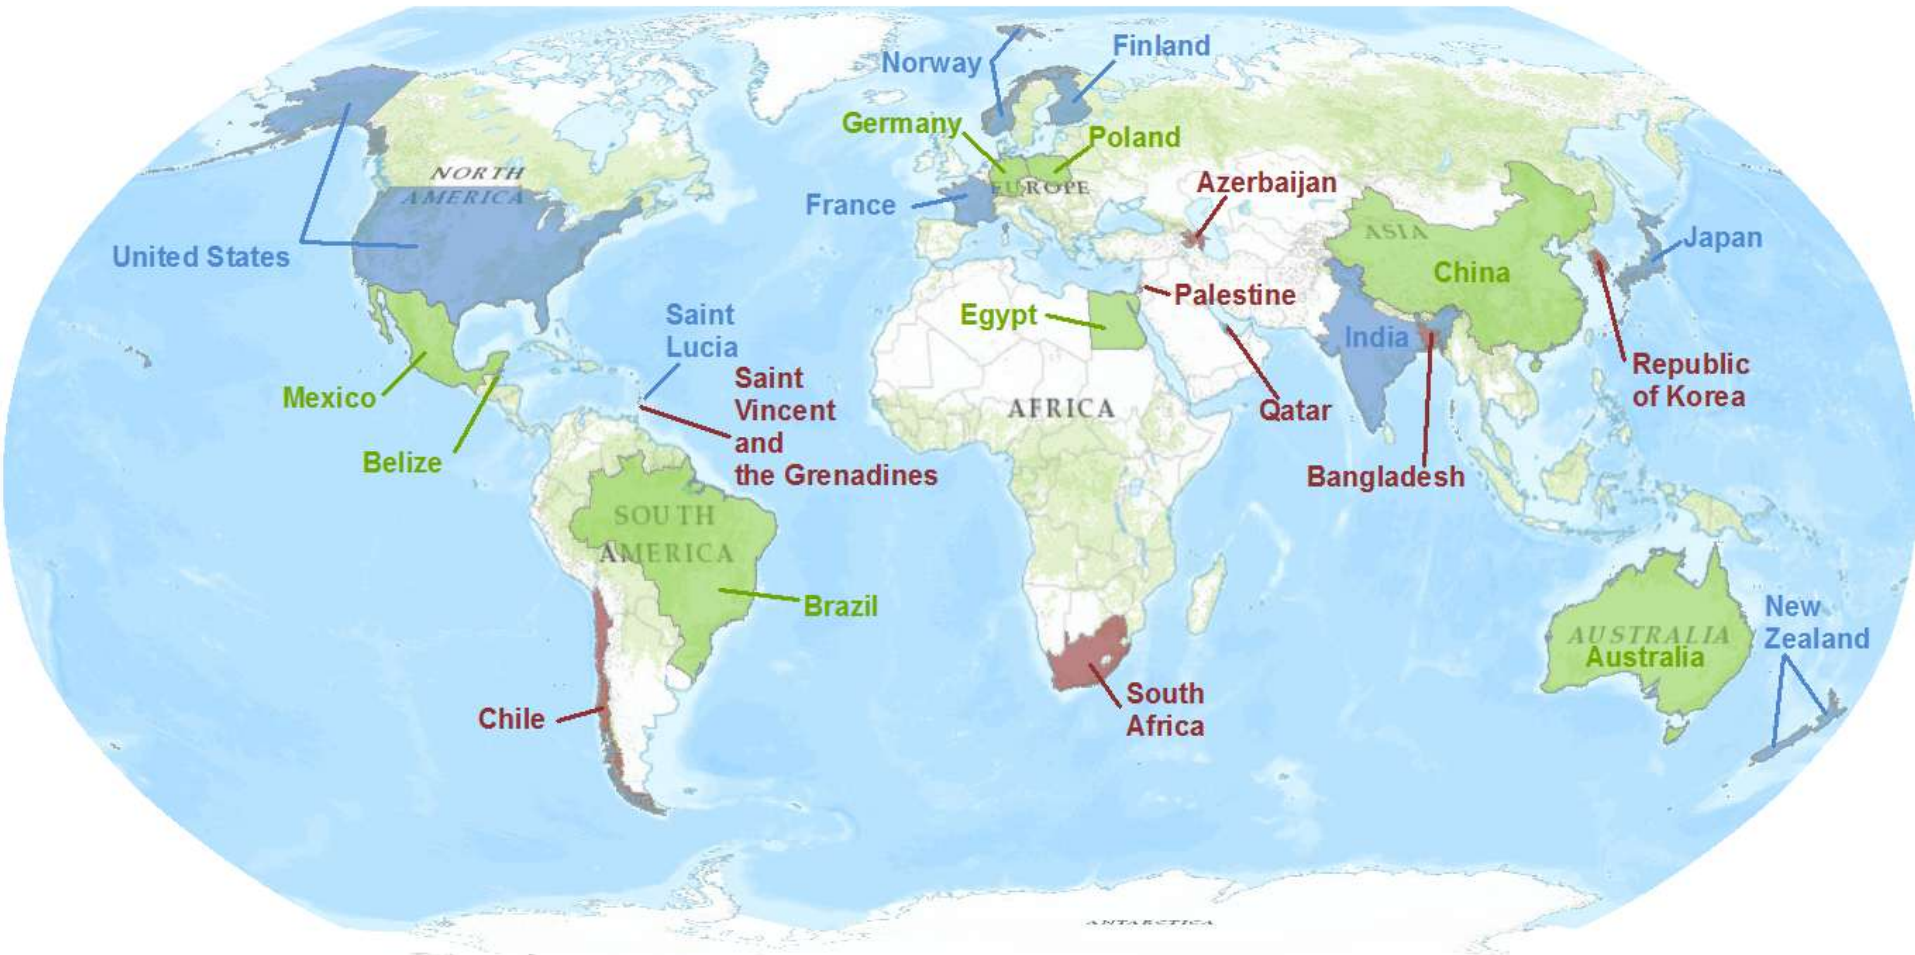 Norway
Finland
Germany
Poland
NORTH
AMERICA
EUROPE
Azerbaijan
France
ASIA
United States
Japan
China
Palestine
Egypt
Saint
Lucia
India
Republic
of Korea
Saint
Vincent
and
the Grenadines
Mexico
AFRICA
Qatar
Belize
Bangladesh
SOUTH
AMERICA
Brazil
New
Zealand
AUSTRALIA
Australia
South
Africa
Chile
ANTARCTICA